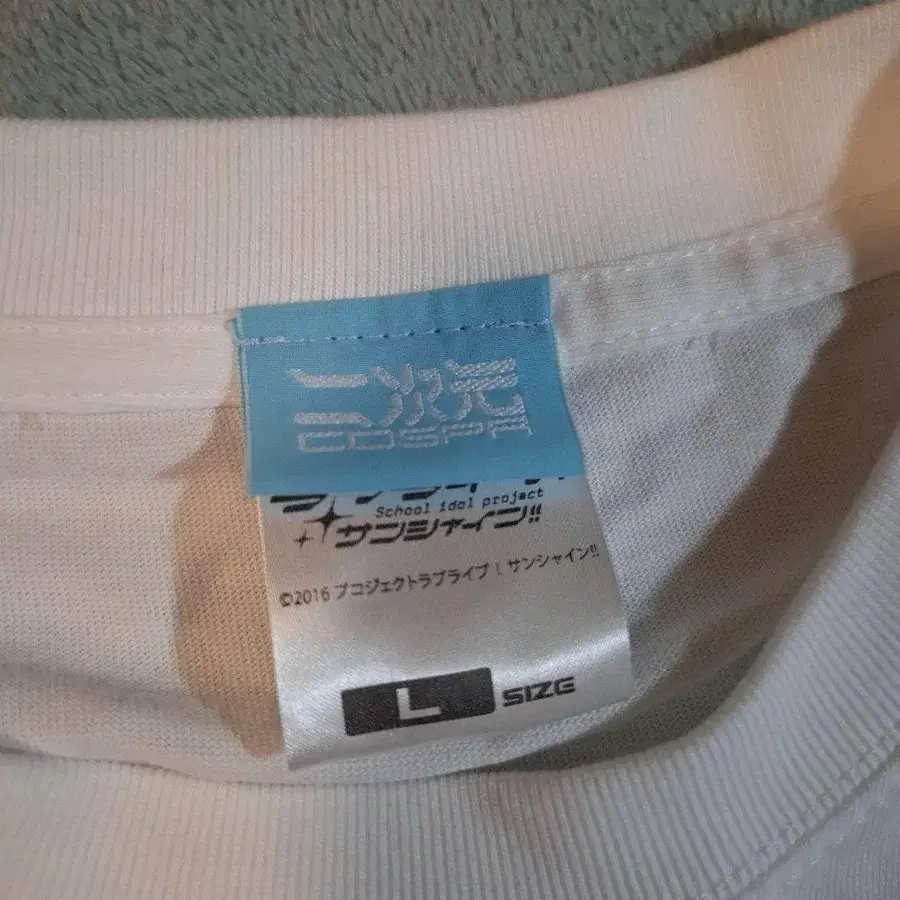 二次元
COSPA
School idol project
サンシャイン!!
©2016 プロジェクトラブライブ！サンシャイン!!
L SIZE